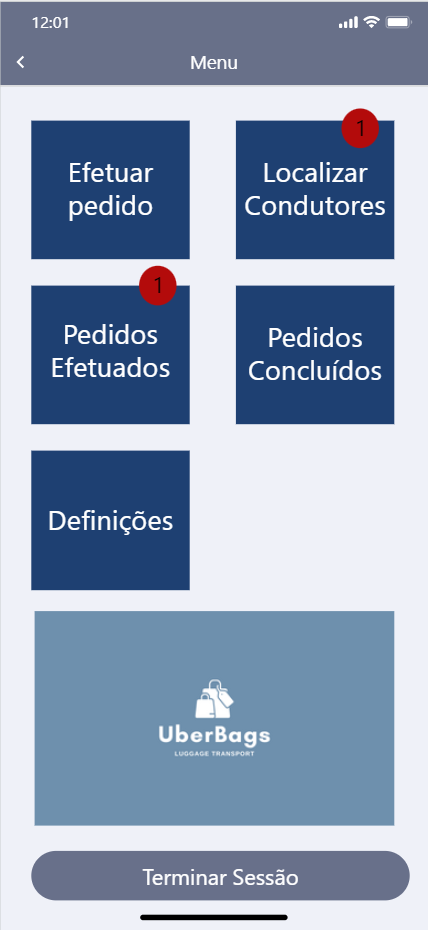 12:01
Menu
Efetuar
pedido
1
Localizar
Condutores
1
Pedidos
Efetuados
Pedidos
Concluídos
Definições
UberBags
LUGGAGE TRANSPORT
Terminar Sessão